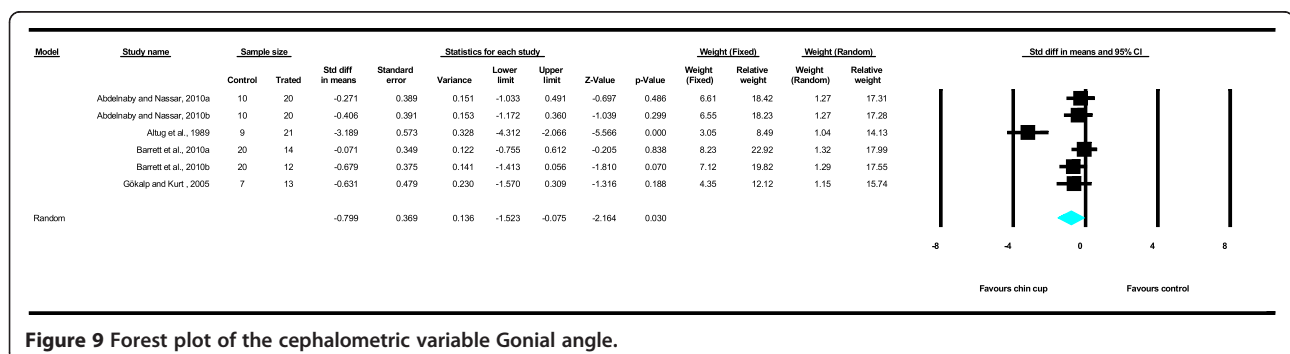 Model Study name Sample size Statistics for each study Weight (Fixed) Weight (Random) Std diff in means and 95% CI
Control Trated Std diff in means Standard error Variance Lower limit Upper limit Z-Value p-Value Weight (Fixed) Relative weight Weight (Random) Relative weight
Abdelnaby and Nassar, 2010a 10 20 -0.271 0.389 0.151 -1.033 0.491 -0.697 0.486 6.61 18.42 1.27 17.31
Abdelnaby and Nassar, 2010b 10 20 -0.406 0.391 0.153 -1.172 0.360 -1.039 0.299 6.55 18.23 1.27 17.28
Altug et al., 1989 9 21 -3.189 0.573 0.328 -4.312 -2.066 -5.566 0.000 3.05 8.49 1.04 14.13
Barrett et al., 2010a 20 14 -0.071 0.349 0.122 -0.755 0.612 -0.205 0.838 8.23 22.92 1.32 17.99
Barrett et al., 2010b 20 12 -0.679 0.375 0.141 -1.413 0.056 -1.810 0.070 7.12 19.82 1.29 17.55
Gökalp and Kurt , 2005 7 13 -0.631 0.479 0.230 -1.570 0.309 -1.316 0.188 4.35 12.12 1.15 15.74
Random -0.799 0.369 0.136 -1.523 -0.075 -2.164 0.030
-8 -4 0 4 8
Favours chin cup Favours control
Figure 9 Forest plot of the cephalometric variable Gonial angle.